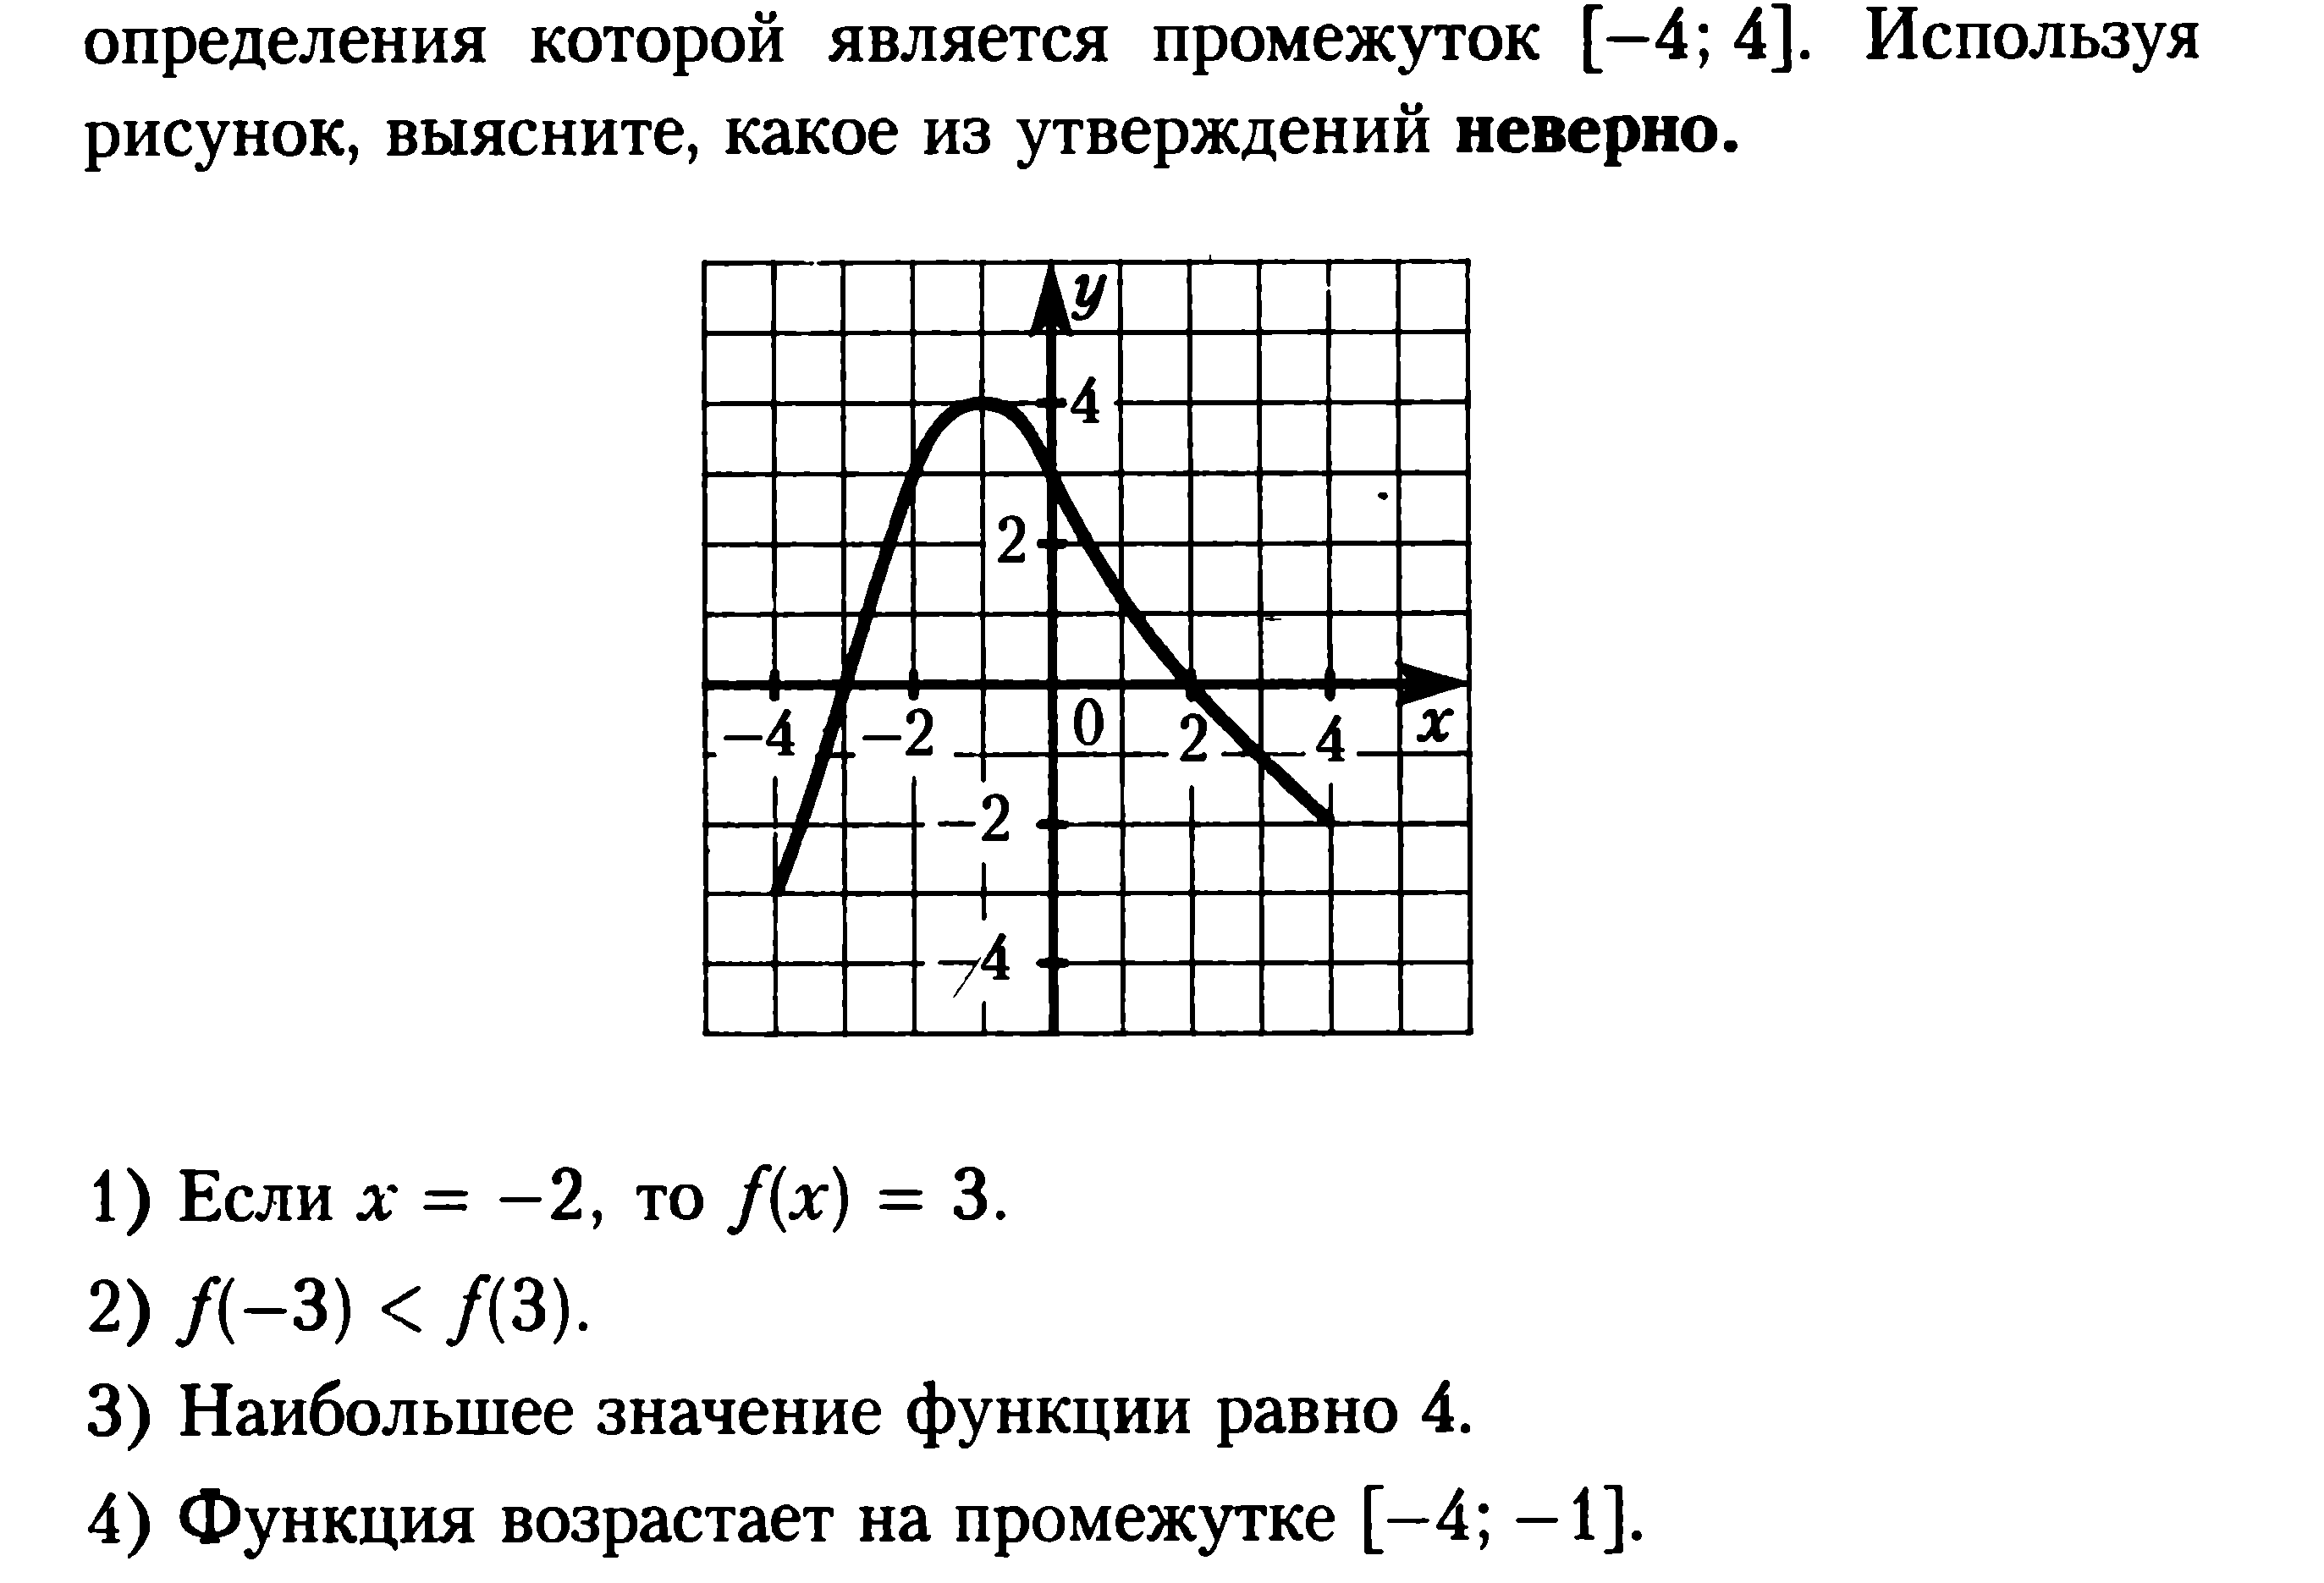 определения которой является промежуток [−4; 4]. Используя
рисунок, выясните, какое из утверждений неверно.
y
4
2
−4 −2 0 2 4 x
−2
−4
1) Если x = −2, то f(x) = 3.
2) f(−3) < f(3).
3) Наибольшее значение функции равно 4.
4) Функция возрастает на промежутке [−4; −1].